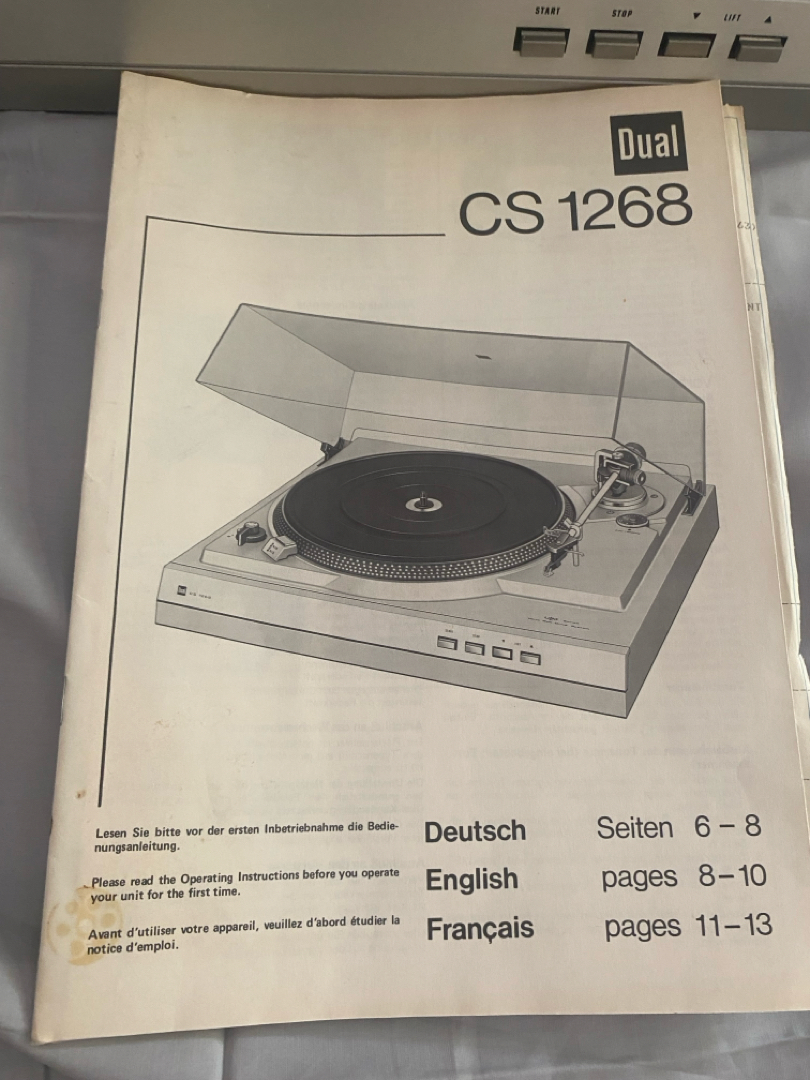 START STOP ▼ LIFT ▲
Dual
CS 1268
NT
Dual
Lesen Sie bitte vor der ersten Inbetriebnahme die Bedie-
nungsanleitung.
Deutsch Seiten 6 – 8
Please read the Operating Instructions before you operate
your unit for the first time.
English pages 8–10
Avant d'utiliser votre appareil, veuillez d'abord étudier la
notice d'emploi.
Français pages 11–13